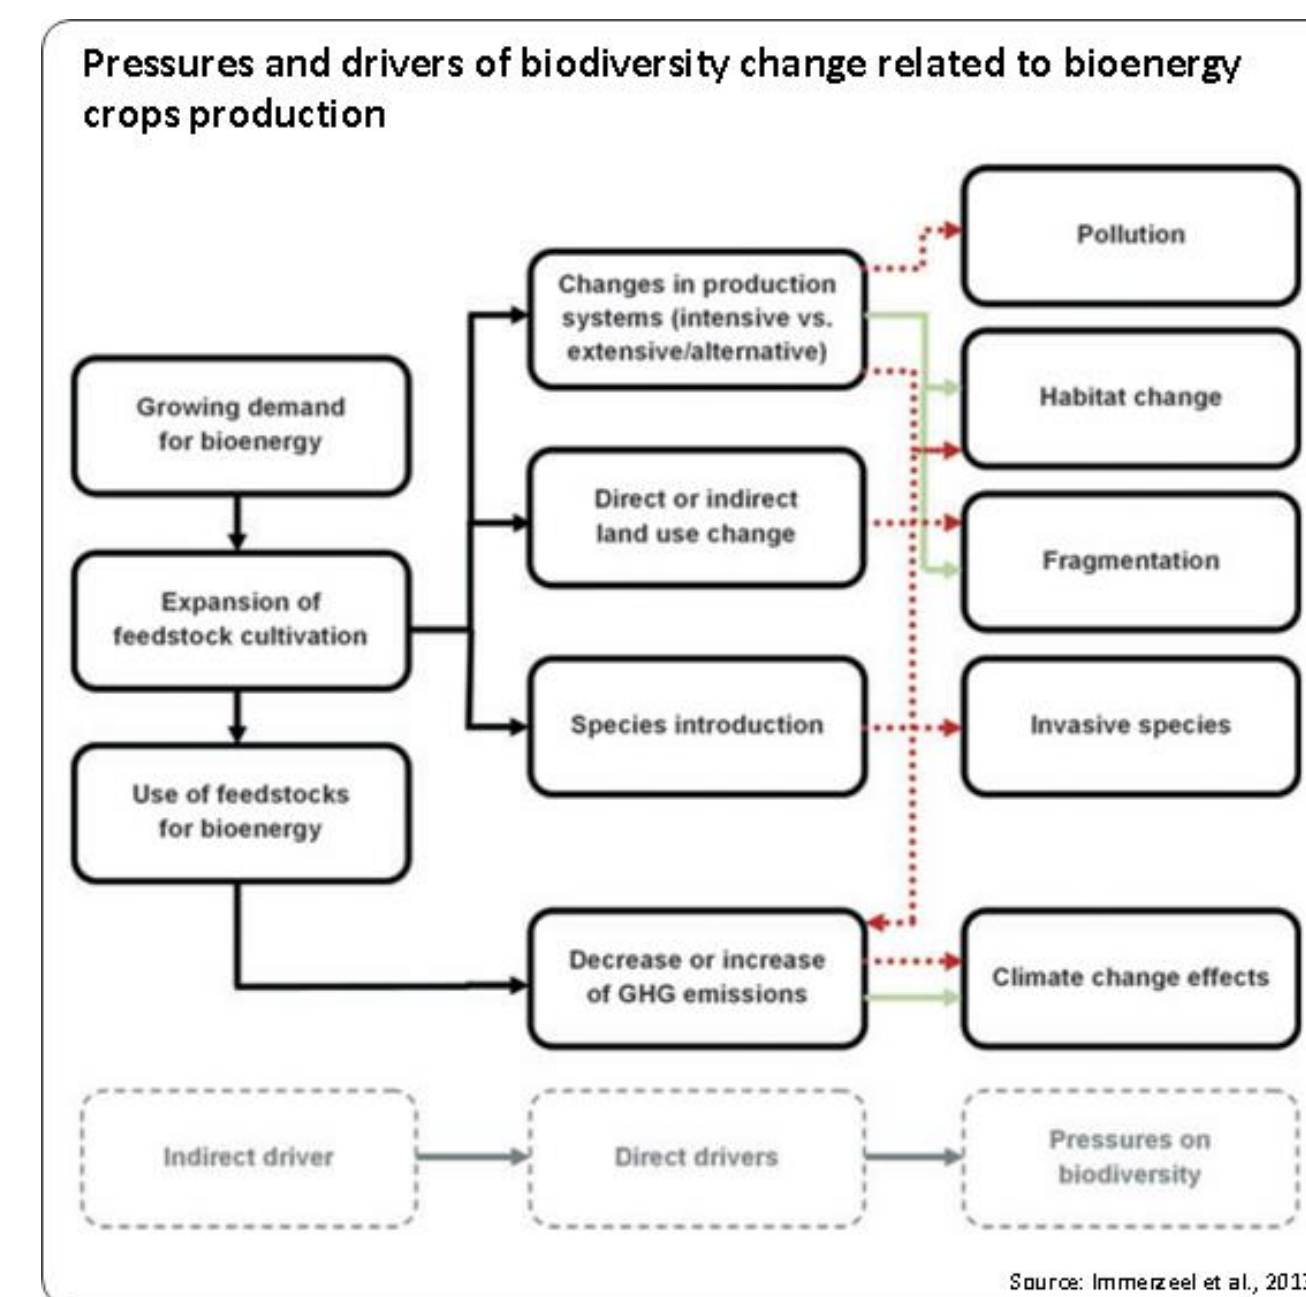 Pressures and drivers of biodiversity change related to bioenergy
crops production
Pollution
Changes in production
systems (intensive vs.
extensive/alternative)
Habitat change
Growing demand
for bioenergy
Direct or indirect
land use change
Fragmentation
Expansion of
feedstock cultivation
Species introduction
Invasive species
Use of feedstocks
for bioenergy
Decrease or increase
of GHG emissions
Climate change effects
Indirect driver
Direct drivers
Pressures on
biodiversity
Source: Immerzeel et al.,